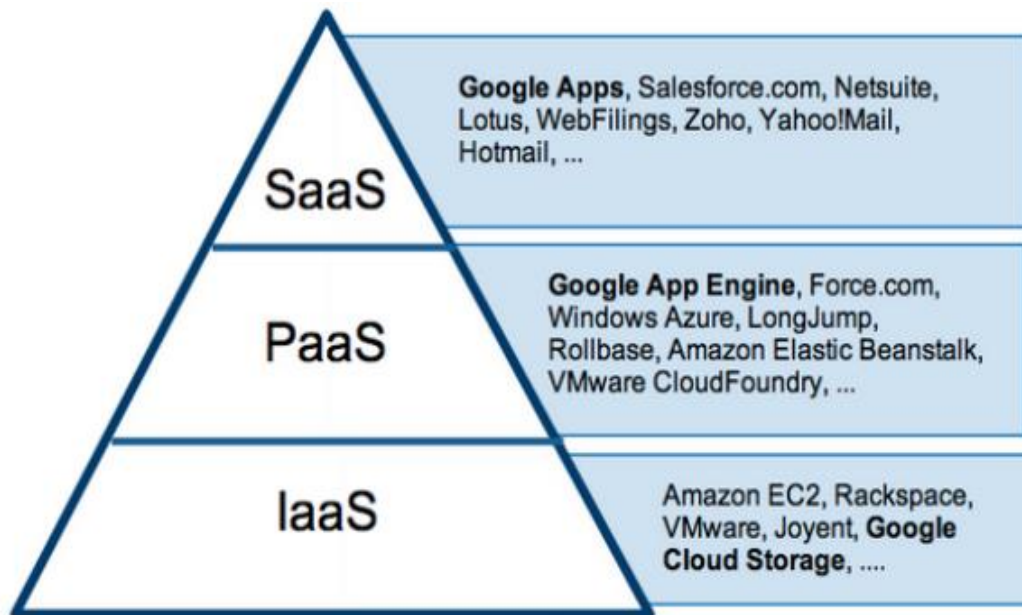 Google Apps, Salesforce.com, Netsuite,
Lotus, WebFilings, Zoho, Yahoo!Mail,
Hotmail, ...
SaaS
Google App Engine, Force.com,
Windows Azure, LongJump,
Rollbase, Amazon Elastic Beanstalk,
VMware CloudFoundry, ...
PaaS
Amazon EC2, Rackspace,
VMware, Joyent, Google
Cloud Storage, ....
IaaS